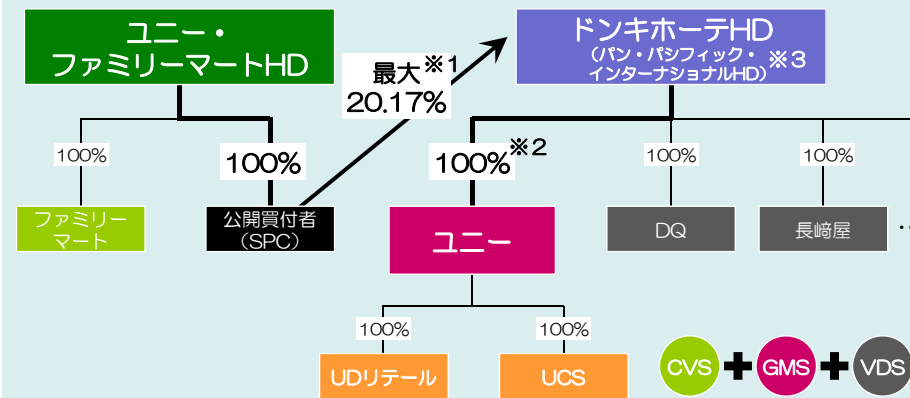 ユニー・
ファミリーマートHD
ドンキホーテHD
(パン・パシフィック・
インターナショナルHD)
※3
最大※1
20.17%
100%
100%
100%※2
100%
100%
ファミリー
マート
公開買付者
(SPC)
ユニー
DQ
長﨑屋
‥
100%
100%
UDリテール
UCS
CVS
GMS
VDS